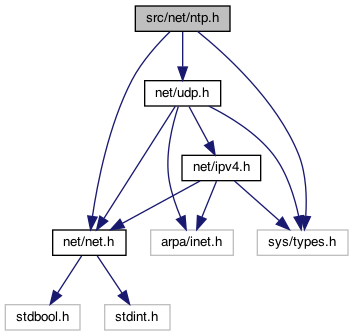 src/net/ntp.h
net/udp.h
net/ipv4.h
net/net.h
arpa/inet.h
sys/types.h
stdbool.h
stdint.h